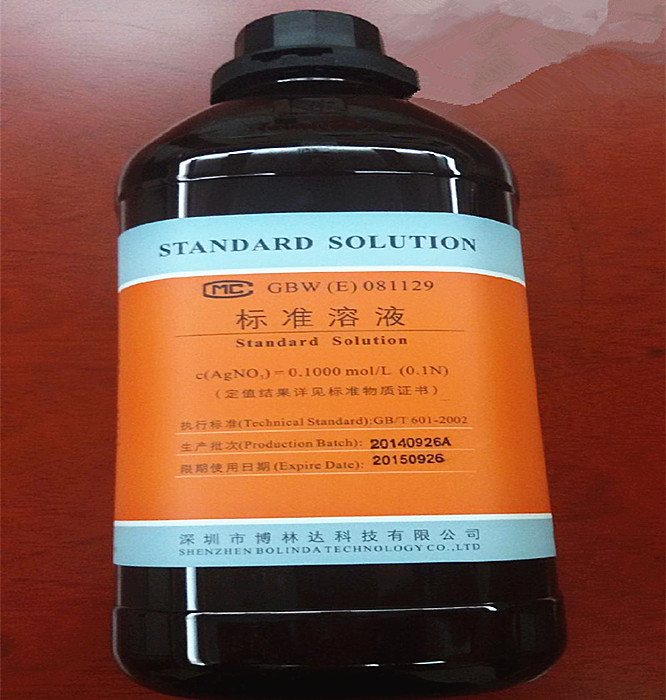 STANDARD SOLUTION
MC GBW (E) 081129
标准溶液
Standard Solution
c(AgNO₃)=0.1000 mol/L (0.1N)
(定值结果详见标准物质证书)
执行标准(Technical Standard):GB/T 601-2002
生产批次(Production Batch): 20140926A
限期使用日期(Expire Date): 20150926
深圳市博林达科技有限公司
SHENZHEN BOLINDA TECHNOLOGY CO.,LTD